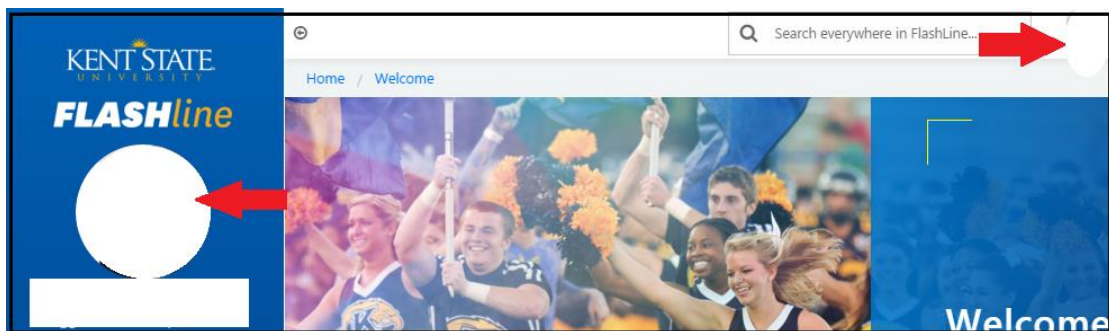 KENT STATE
UNIVERSITY
FLASHline
Search everywhere in FlashLine...
Home / Welcome
Welcome